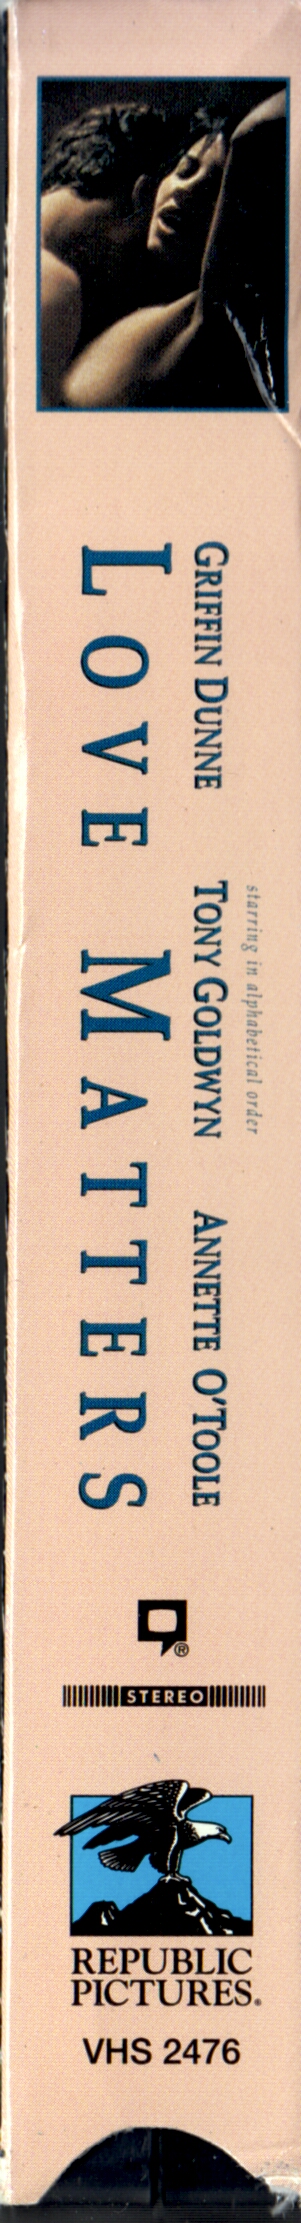 starring in alphabetical order
GRIFFIN DUNNE TONY GOLDWYN ANNETTE O'TOOLE
LOVE MATTERS
®
STEREO
REPUBLIC
PICTURES®
VHS 2476